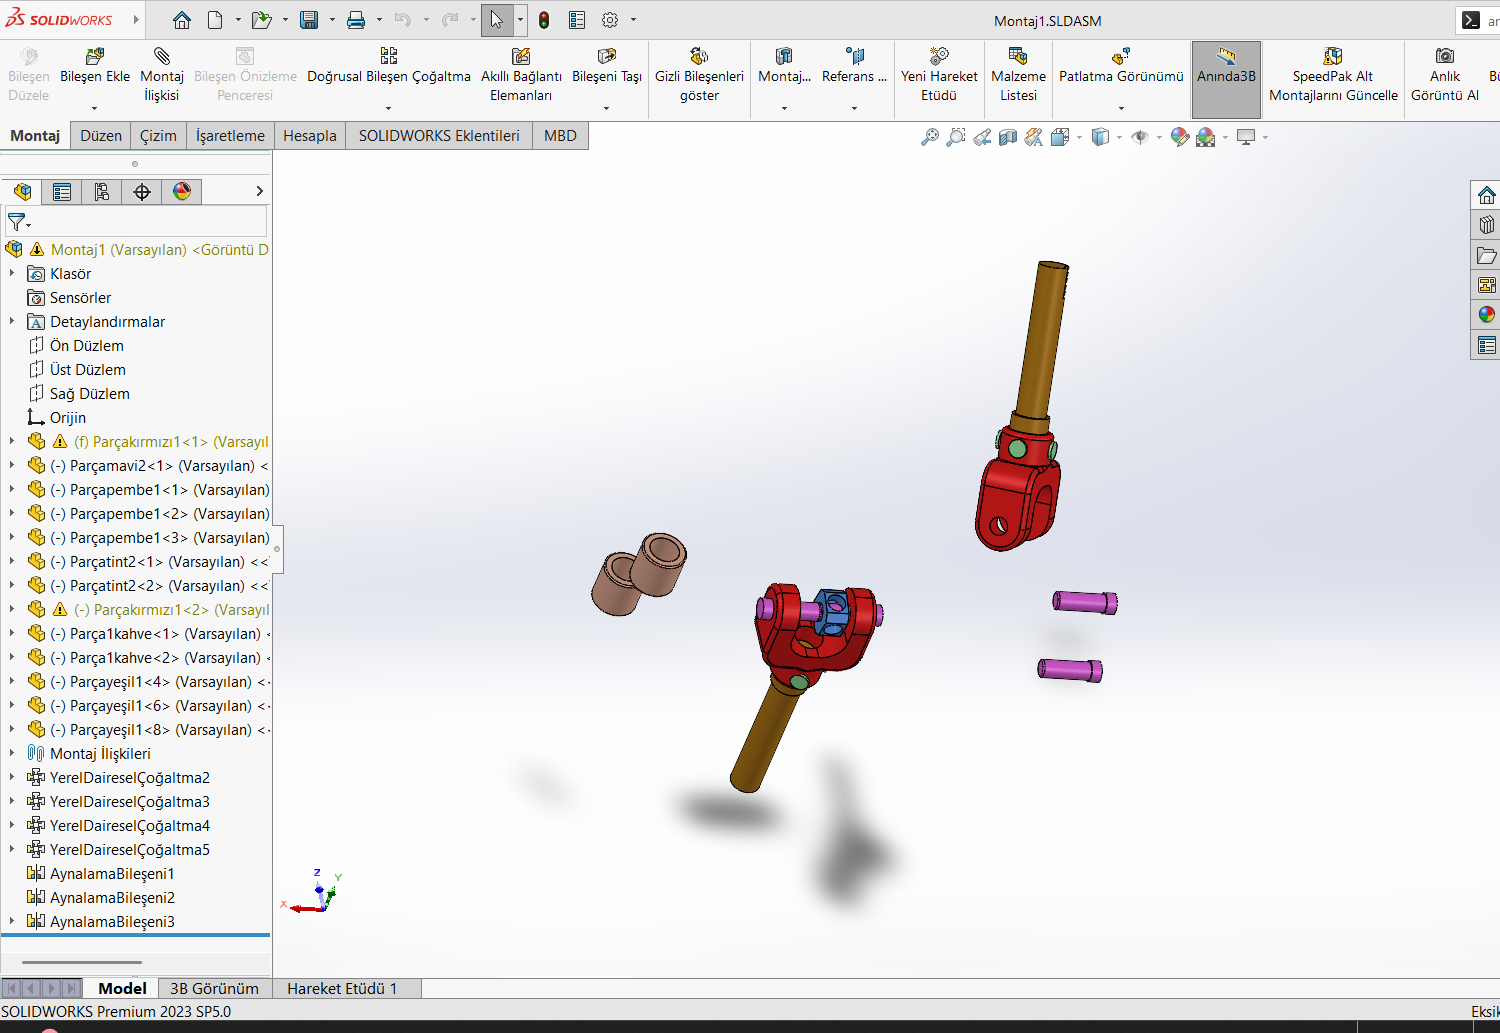 SOLIDWORKS
Montaj1.SLDASM
Bileşen Düzele
Bileşen Ekle
Montaj İlişkisi
Bileşen Önizleme Penceresi
Doğrusal Bileşen Çoğaltma
Akıllı Bağlantı Elemanları
Bileşeni Taşı
Gizli Bileşenleri göster
Montaj...
Referans ...
Yeni Hareket Etüdü
Malzeme Listesi
Patlatma Görünümü
Anında3B
SpeedPak Alt Montajlarını Güncelle
Anlık Görüntü Al
Montaj
Düzen
Çizim
İşaretleme
Hesapla
SOLIDWORKS Eklentileri
MBD
Montaj1 (Varsayılan) <Görüntü D
Klasör
Sensörler
A Detaylandırmalar
Ön Düzlem
Üst Düzlem
Sağ Düzlem
Orijin
(f) Parçakırmızı1<1> (Varsayıl
(-) Parçamavi2<1> (Varsayılan) <
(-) Parçapembe1<1> (Varsayılan)
(-) Parçapembe1<2> (Varsayılan)
(-) Parçapembe1<3> (Varsayılan)
(-) Parçatint2<1> (Varsayılan) <<
(-) Parçatint2<2> (Varsayılan) <<
(-) Parçakırmızı1<2> (Varsayıl
(-) Parça1kahve<1> (Varsayılan) <
(-) Parça1kahve<2> (Varsayılan) <
(-) Parçayeşil1<4> (Varsayılan) <
(-) Parçayeşil1<6> (Varsayılan) <
(-) Parçayeşil1<8> (Varsayılan) <
Montaj İlişkileri
YerelDaireselÇoğaltma2
YerelDaireselÇoğaltma3
YerelDaireselÇoğaltma4
YerelDaireselÇoğaltma5
AynalamaBileşeni1
AynalamaBileşeni2
AynalamaBileşeni3
Z
Y
X
Model
3B Görünüm
Hareket Etüdü 1
SOLIDWORKS Premium 2023 SP5.0
Eksik